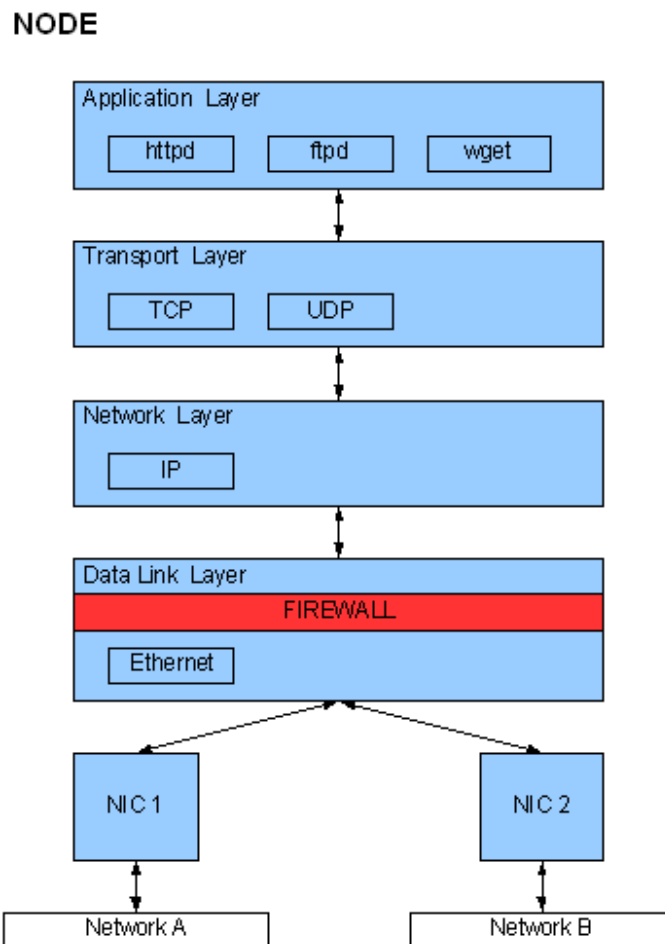 NODE
Application Layer
httpd ftpd wget
Transport Layer
TCP UDP
Network Layer
IP
Data Link Layer
FIREWALL
Ethernet
NIC 1 NIC 2
Network A Network B